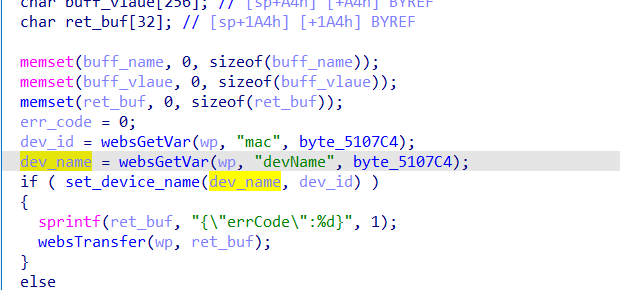 char buff_vlaue[256]; // [sp+A4h] [+A4h] BYREF
char ret_buf[32]; // [sp+1A4h] [+1A4h] BYREF
memset(buff_name, 0, sizeof(buff_name));
memset(buff_vlaue, 0, sizeof(buff_vlaue));
memset(ret_buf, 0, sizeof(ret_buf));
err_code = 0;
dev_id = websGetVar(wp, "mac", byte_5107C4);
dev_name = websGetVar(wp, "devName", byte_5107C4);
if ( set_device_name(dev_name, dev_id) )
{
sprintf(ret_buf, "{\"errCode\":%d}", 1);
websTransfer(wp, ret_buf);
}
else